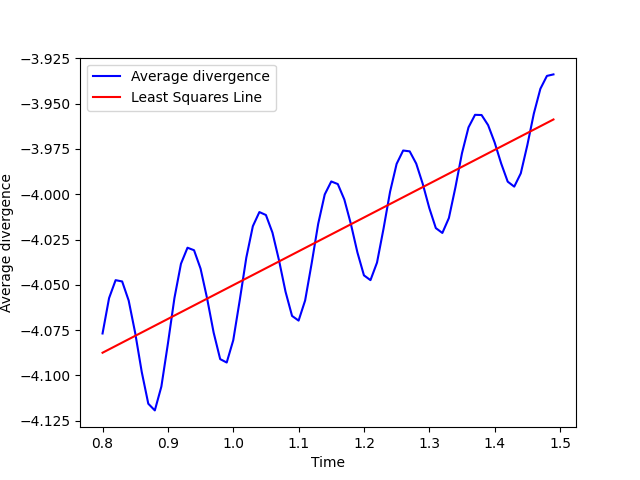 Average divergence
Least Squares Line
−3.925
−3.950
−3.975
−4.000
−4.025
−4.050
−4.075
−4.100
−4.125
Average divergence
0.8 0.9 1.0 1.1 1.2 1.3 1.4 1.5
Time